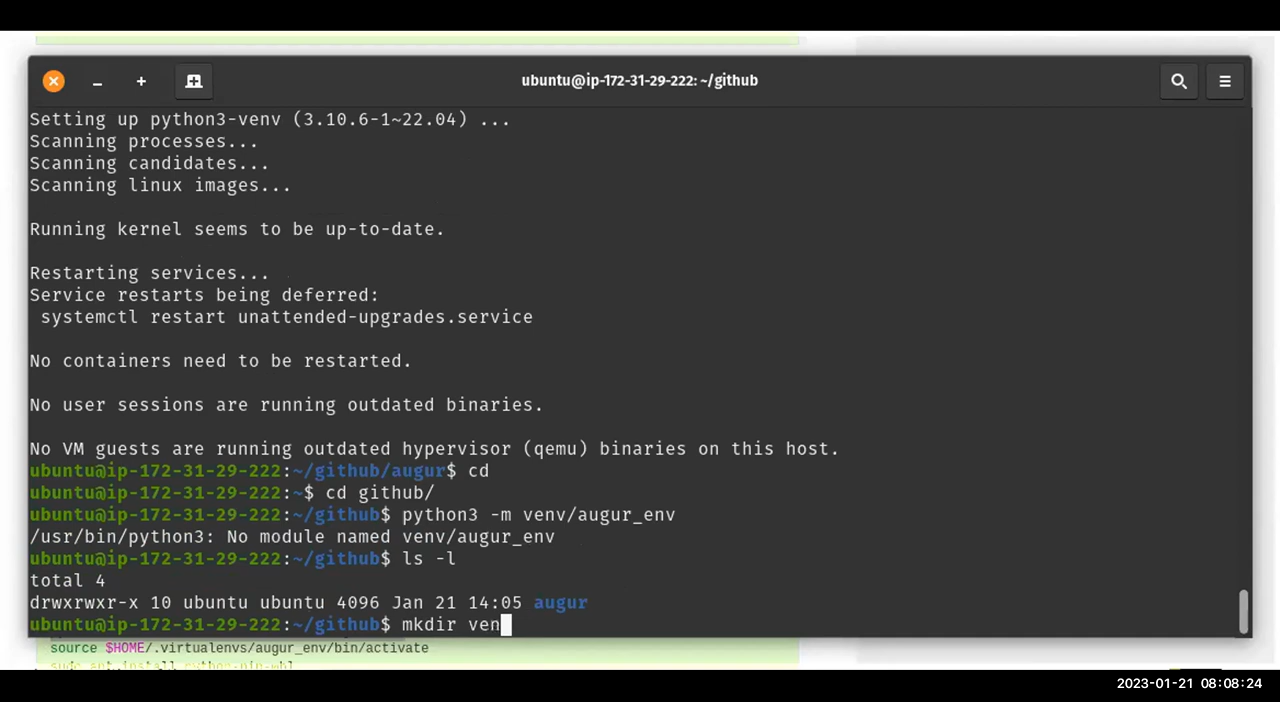 ubuntu@ip-172-31-29-222: ~/github
Setting up python3-venv (3.10.6-1~22.04) ...
Scanning processes...
Scanning candidates...
Scanning linux images...
Running kernel seems to be up-to-date.
Restarting services...
Service restarts being deferred:
 systemctl restart unattended-upgrades.service
No containers need to be restarted.
No user sessions are running outdated binaries.
No VM guests are running outdated hypervisor (qemu) binaries on this host.
ubuntu@ip-172-31-29-222:~/github/augur$ cd
ubuntu@ip-172-31-29-222:~$ cd github/
ubuntu@ip-172-31-29-222:~/github$ python3 -m venv/augur_env
/usr/bin/python3: No module named venv/augur_env
ubuntu@ip-172-31-29-222:~/github$ ls -l
total 4
drwxrwxr-x 10 ubuntu ubuntu 4096 Jan 21 14:05 augur
ubuntu@ip-172-31-29-222:~/github$ mkdir ven
source $HOME/.virtualenvs/augur_env/bin/activate
sudo apt install
2023-01-21 08:08:24